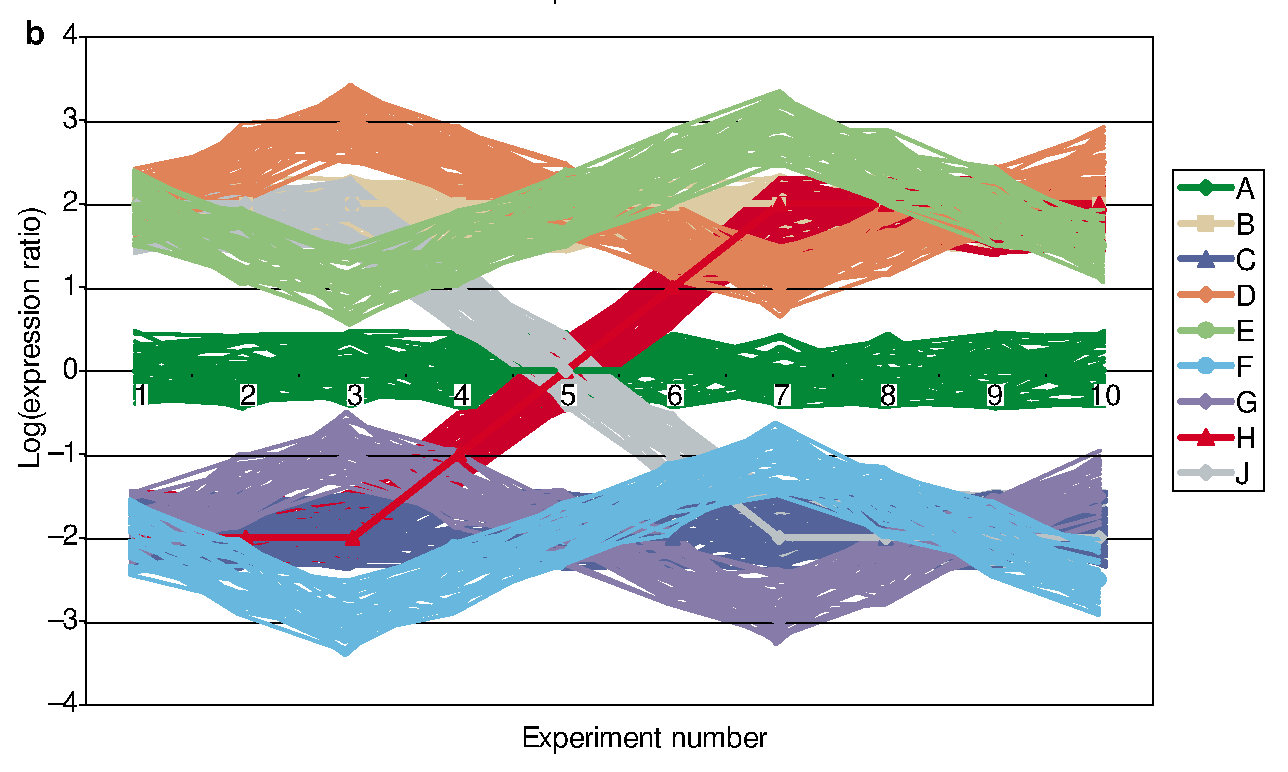 b
4
3
2
1
0
–1
–2
–3
–4
Log(expression ratio)
1 2 3 4 5 6 7 8 9 10
Experiment number
A
B
C
D
E
F
G
H
J